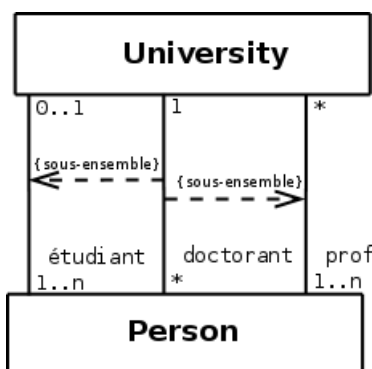 University
0..1 1 *
{sous-ensemble}
{sous-ensemble}
étudiant doctorant prof
1..n * 1..n
Person